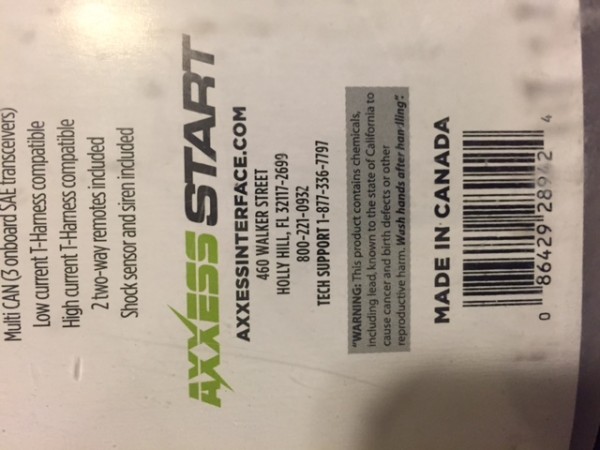 Multi CAN (3 onboard SAE transceivers)
Low current T-Harness compatible
High current T-Harness compatible
2 two-way remotes included
Shock sensor and siren included
AXXESS START
AXXESSINTERFACE.COM
460 WALKER STREET
HOLLY HILL, FL 32117-2699
800-221-0932
TECH SUPPORT 1-877-336-7797
"WARNING: This product contains chemicals,
including lead, known to the state of California to
cause cancer and birth defects or other
reproductive harm. Wash hands after handling".
MADE IN CANADA
0 86429 28942 4